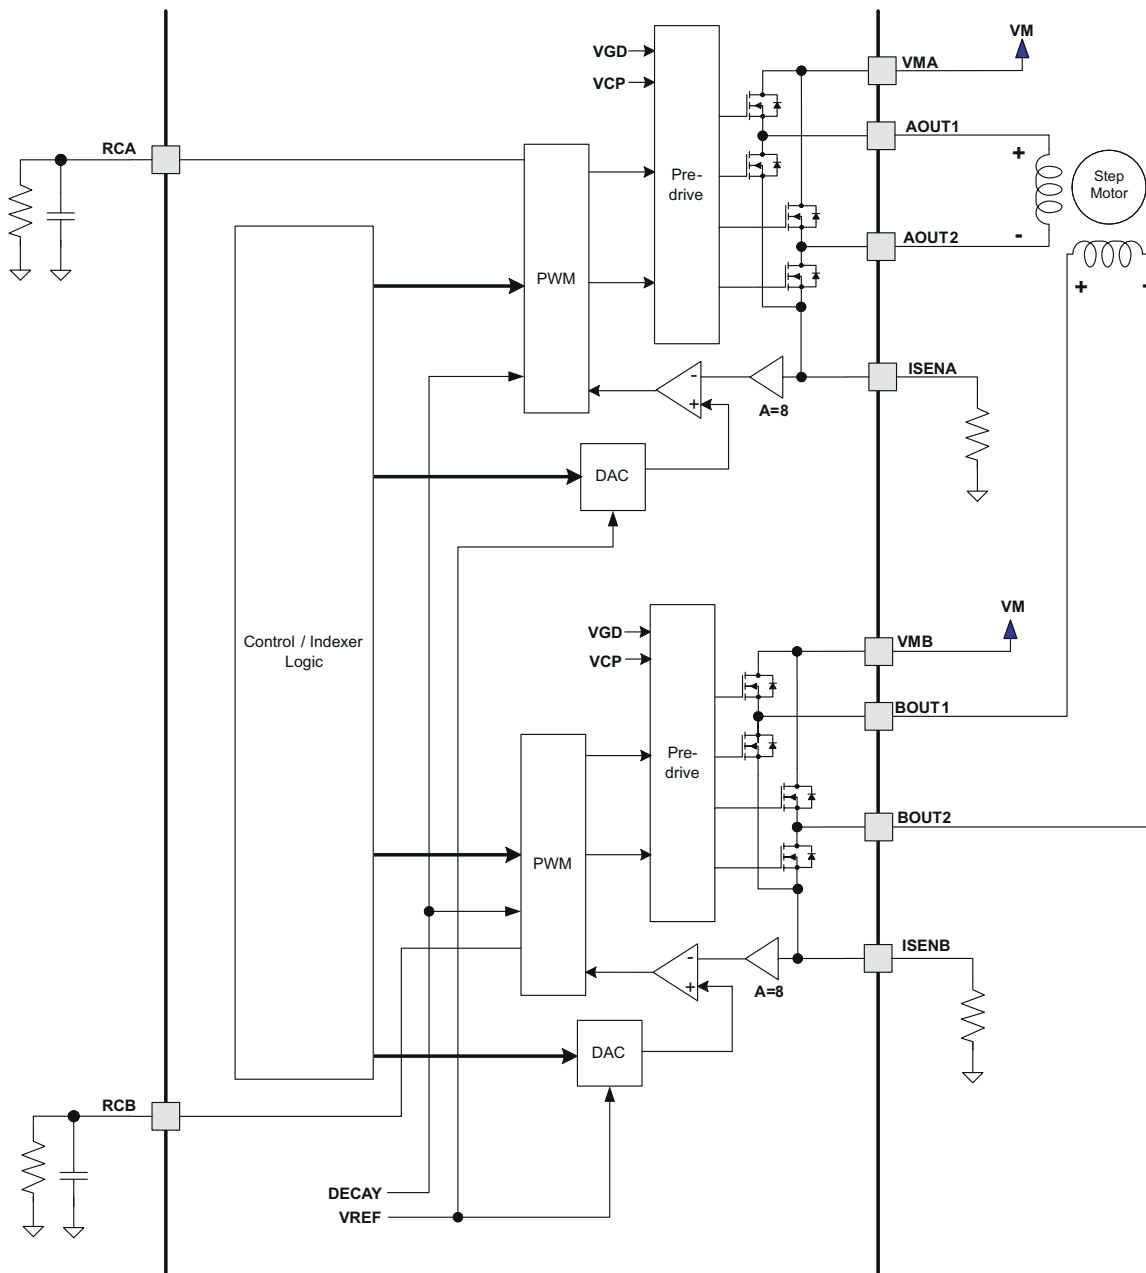 VM
VGD
VMA
VCP
AOUT1
RCA
+
Step
Motor
Pre-
drive
-
AOUT2
PWM
+
-
ISENA
-
+
A=8
DAC
VM
VGD
VMB
Control / Indexer
Logic
VCP
BOUT1
Pre-
drive
BOUT2
PWM
ISENB
-
+
A=8
DAC
RCB
DECAY
VREF